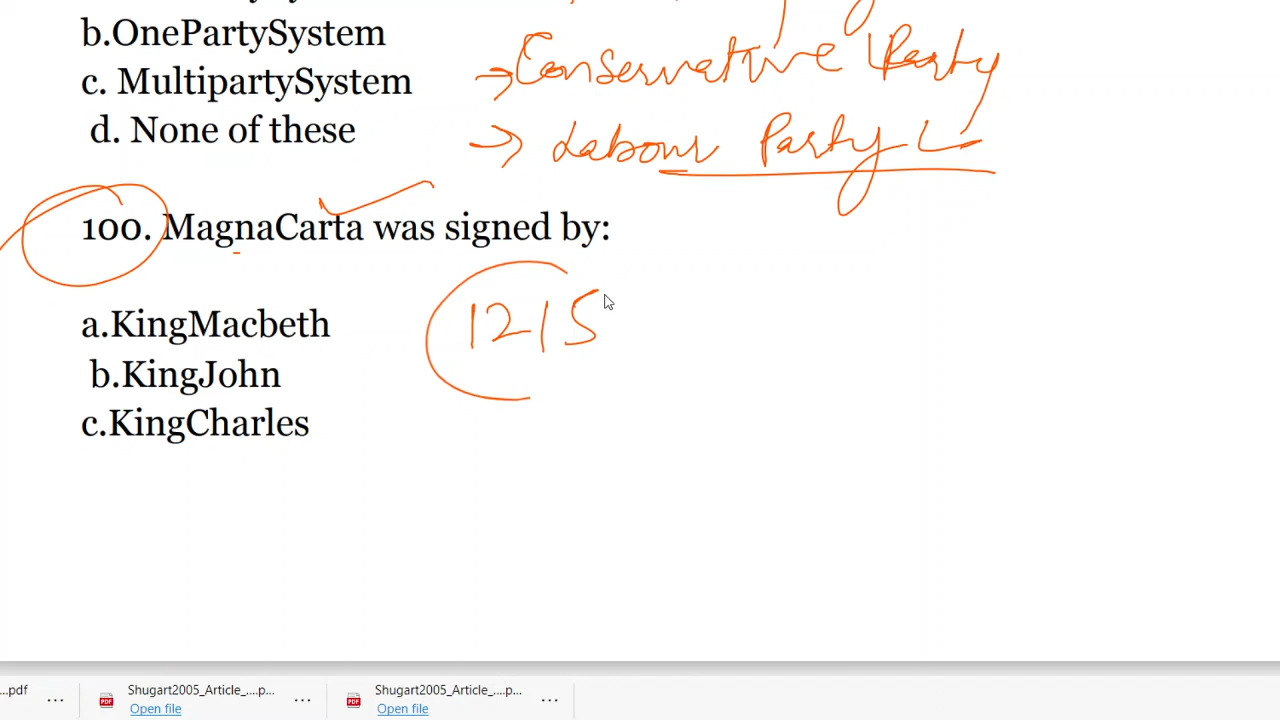 b.OnePartySystem
→Conservative Party
c. MultipartySystem
d. None of these
→ Labour Party
100. MagnaCarta was signed by:
a.KingMacbeth
1215
b.KingJohn
c.KingCharles
...pdf
Shugart2005_Article_....p...
Open file
Shugart2005_Article_....p...
Open file